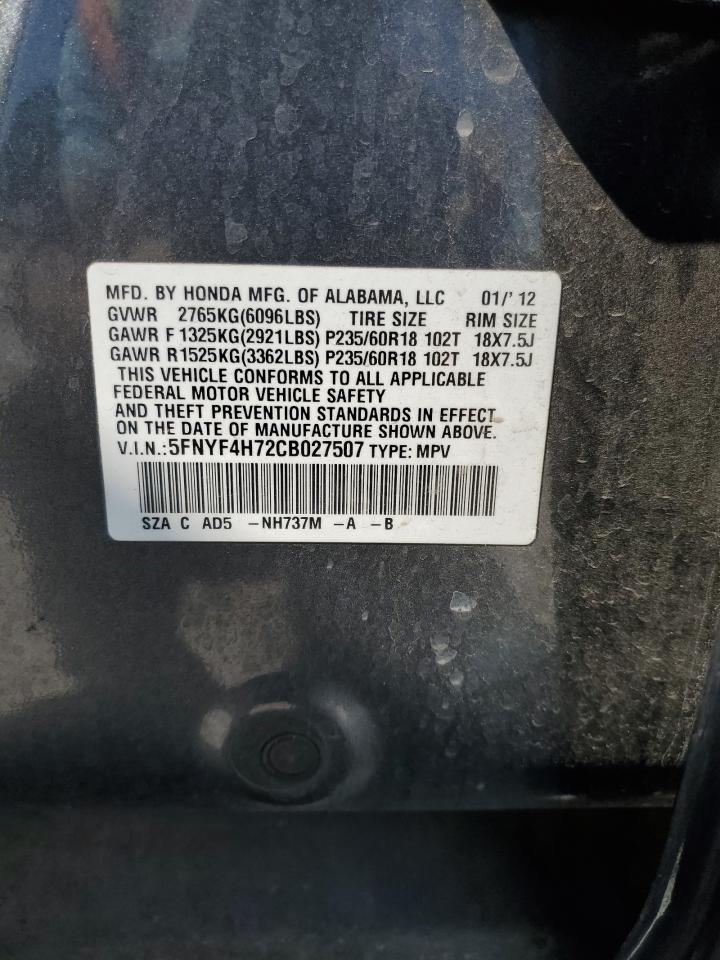 MFD. BY HONDA MFG. OF ALABAMA, LLC 01/'12
GVWR 2765KG(6096LBS) TIRE SIZE RIM SIZE
GAWR F 1325KG(2921LBS) P235/60R18 102T 18X7.5J
GAWR R1525KG(3362LBS) P235/60R18 102T 18X7.5J
THIS VEHICLE CONFORMS TO ALL APPLICABLE
FEDERAL MOTOR VEHICLE SAFETY
AND THEFT PREVENTION STANDARDS IN EFFECT
ON THE DATE OF MANUFACTURE SHOWN ABOVE.
V.I.N.:5FNYF4H72CB027507 TYPE: MPV
SZA C AD5 -NH737M -A -B